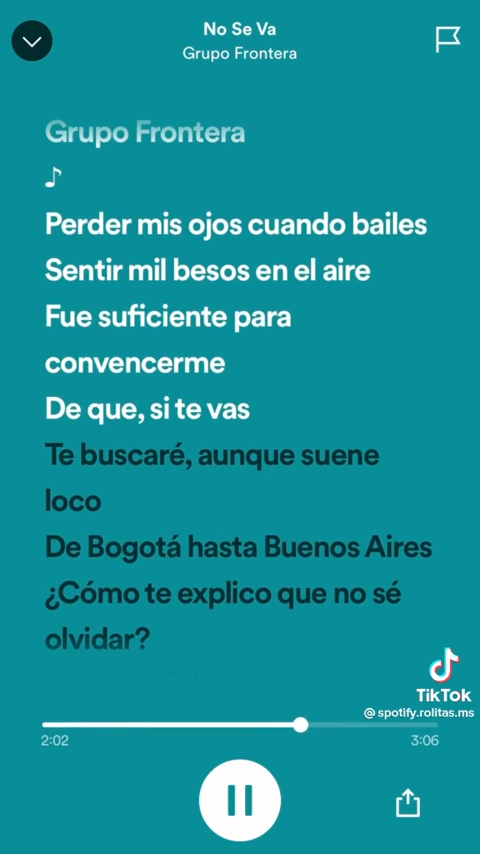 No Se Va
Grupo Frontera
Grupo Frontera
♪
Perder mis ojos cuando bailes
Sentir mil besos en el aire
Fue suficiente para
convencerme
De que, si te vas
Te buscaré, aunque suene
loco
De Bogotá hasta Buenos Aires
¿Cómo te explico que no sé
olvidar?
TikTok
@spotify.rolitas.ms
2:02
3:06